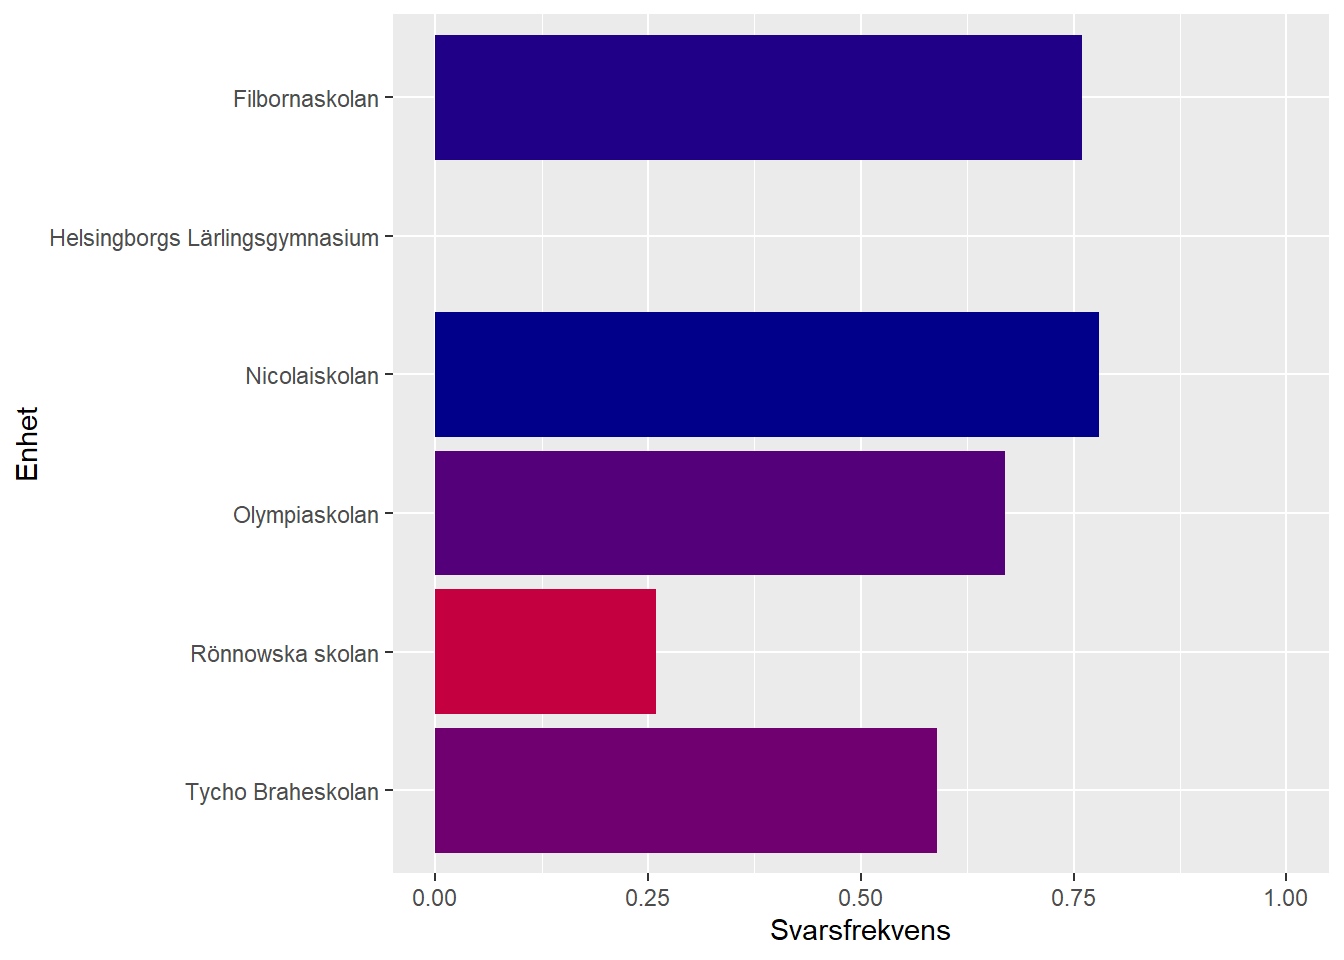 Filbornaskolan
Helsingborgs Lärlingsgymnasium
Nicolaiskolan
Olympiaskolan
Rönnowska skolan
Tycho Braheskolan
Enhet
0.00 0.25 0.50 0.75 1.00
Svarsfrekvens